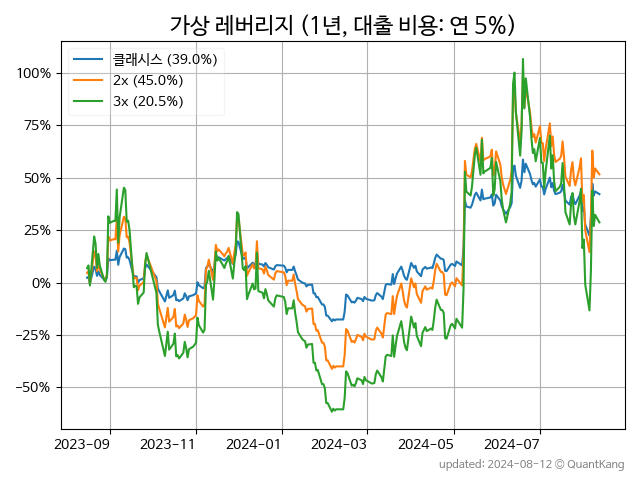 가상 레버리지 (1년, 대출 비용: 연 5%)
클래시스 (39.0%)
2x (45.0%)
3x (20.5%)
100%
75%
50%
25%
0%
−25%
−50%
2023-09
2023-11
2024-01
2024-03
2024-05
2024-07
updated: 2024-08-12 © QuantKang